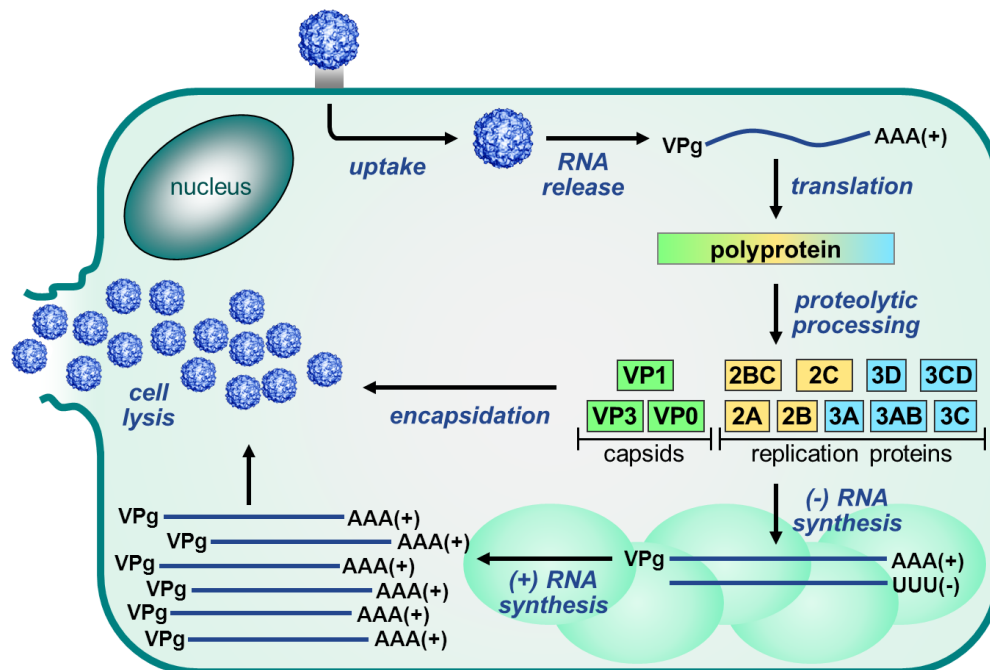 nucleus
uptake
RNA
release
VPg
AAA(+)
translation
polyprotein
proteolytic
processing
VP1
2BC
2C
3D
3CD
VP3
VP0
2A
2B
3A
3AB
3C
capsids
replication proteins
encapsidation
cell
lysis
(-) RNA
synthesis
VPg
AAA(+)
UUU(-)
(+) RNA
synthesis
VPg AAA(+)
VPg AAA(+)
VPg AAA(+)
VPg AAA(+)
VPg AAA(+)
VPg AAA(+)